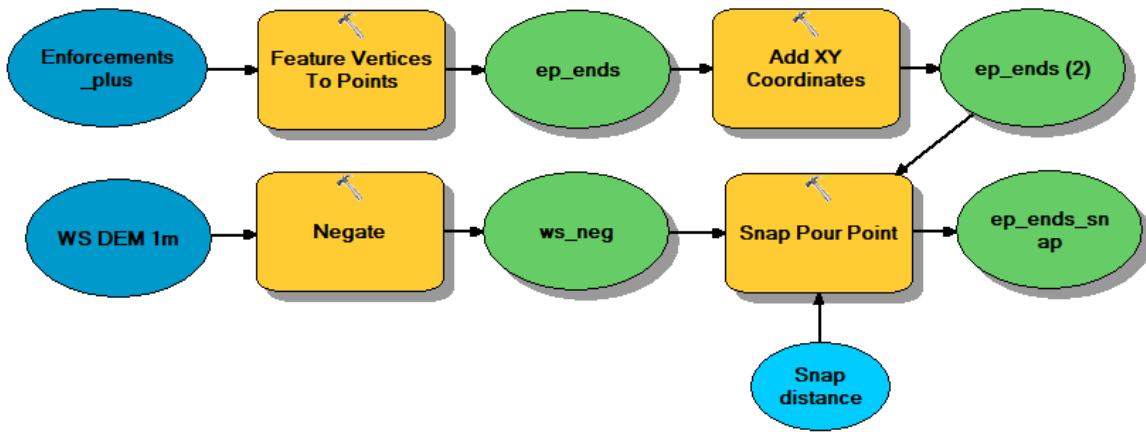 Enforcements
_plus
Feature Vertices
To Points
ep_ends
Add XY
Coordinates
ep_ends (2)
WS DEM 1m
Negate
ws_neg
Snap Pour Point
ep_ends_sn
ap
Snap
distance